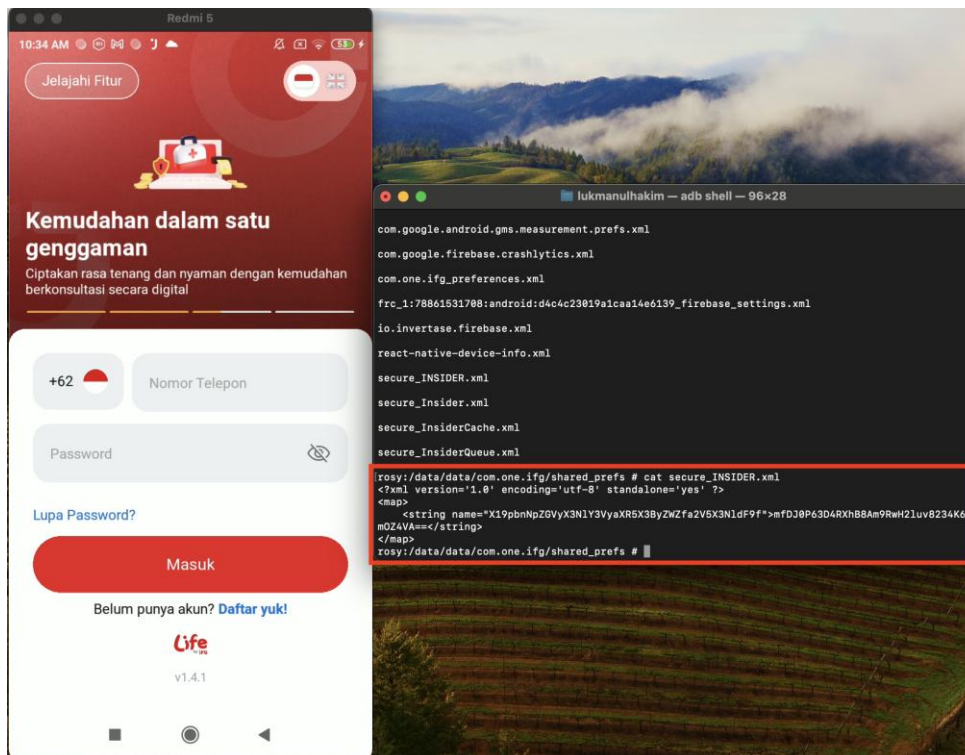 Redmi 5
10:34 AM
53
Jelajahi Fitur
Kemudahan dalam satu
genggaman
Ciptakan rasa tenang dan nyaman dengan kemudahan
berkonsultasi secara digital
+62
Nomor Telepon
Password
Lupa Password?
Masuk
Belum punya akun? Daftar yuk!
Life
v1.4.1
lukmanulhakim — adb shell — 96×28
com.google.android.gms.measurement.prefs.xml
com.google.firebase.crashlytics.xml
com.one.ifg_preferences.xml
frc_1:78861531708:android:d4c4c23019a1caa14e6139_firebase_settings.xml
io.invertase.firebase.xml
react-native-device-info.xml
secure_INSIDER.xml
secure_Insider.xml
secure_InsiderCache.xml
secure_InsiderQueue.xml
[rosy:/data/data/com.one.ifg/shared_prefs # cat secure_INSIDER.xml
<?xml version='1.0' encoding='utf-8' standalone='yes' ?>
<map>
<string name="X19pbnNpZGVyX3NlY3VyaXR5X3ByZWZfa2V5X3NldF9f">mfDJ0P63D4RXhB8Am9RwH2luv8234K6
mOZ4VA==</string>
</map>
rosy:/data/data/com.one.ifg/shared_prefs #